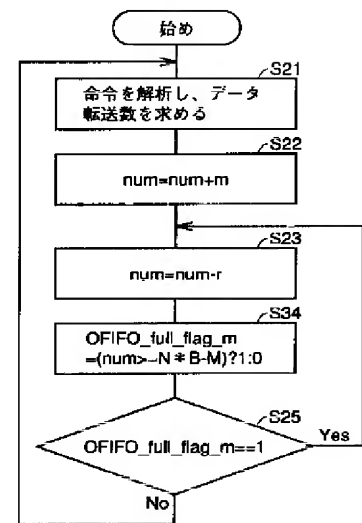 始め
S21
命令を解析し、データ
転送数を求める
S22
num=num+m
S23
num=num-r
S34
OFIFO_full_flag_m
=(num>=N*B-M)?1:0
S25
OFIFO_full_flag_m==1
Yes
No